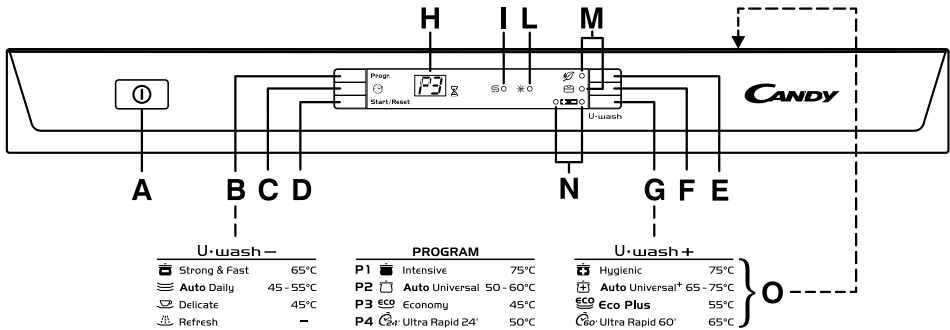 H I L M
Progr.
P3
Start/Reset
U-wash
CANDY
A B C D N G F E
U·wash –
Strong & Fast 65°C
Auto Daily 45 - 55°C
Delicate 45°C
Refresh –
PROGRAM
P1 Intensive 75°C
P2 Auto Universal 50 - 60°C
P3 eco Economy 45°C
P4 24' Ultra Rapid 24' 50°C
U·wash +
Hygienic 75°C
Auto Universal+ 65 - 75°C
eco Eco Plus 55°C
60' Ultra Rapid 60' 65°C
O